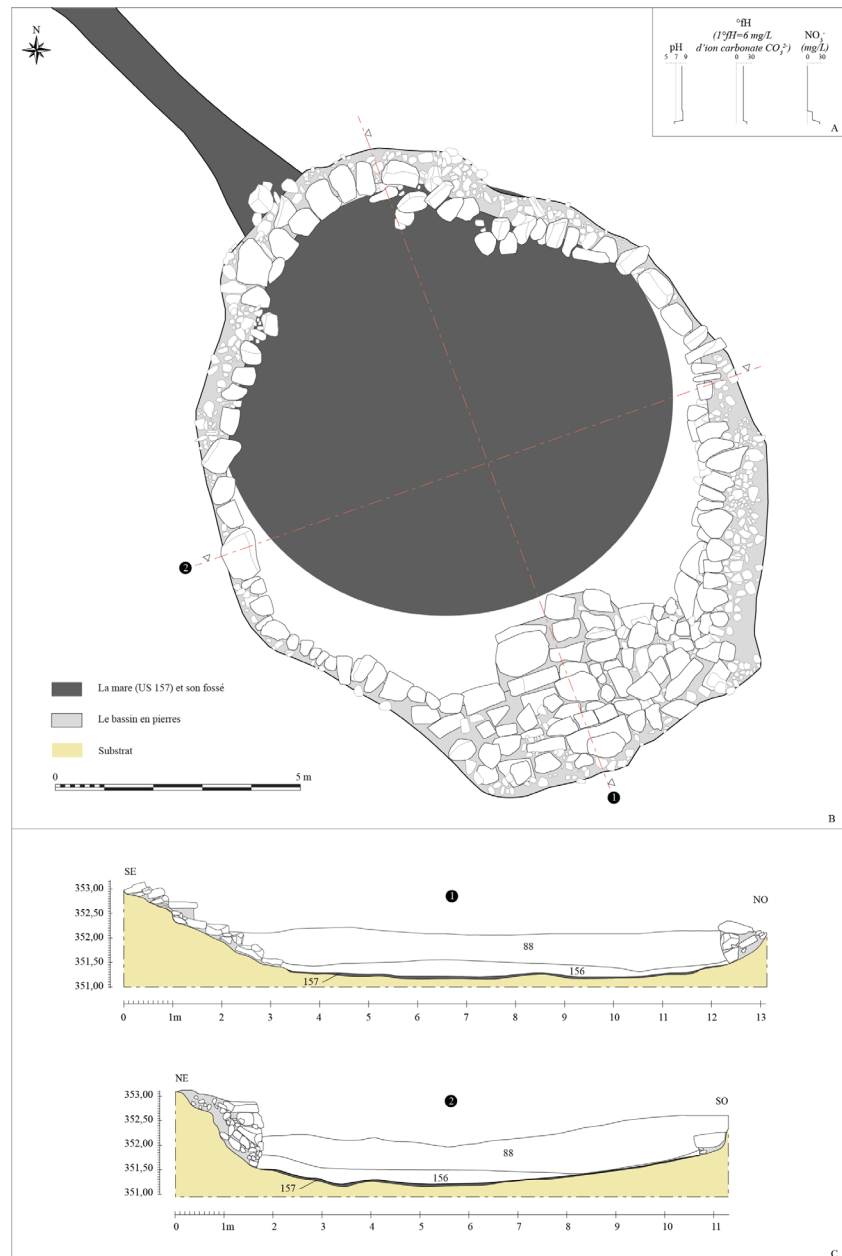 °fH
(1°fH=6 mg/L
d'ion carbonate CO₃²⁻)
pH
NO₃⁻
(mg/L)
5 7 9
0 30
0 30
A
2
La mare (US 157) et son fossé
Le bassin en pierres
Substrat
0 5 m
1
B
SE
1
NO
353,00
352,50
352,00
351,50
351,00
88
156
157
0 1m 2 3 4 5 6 7 8 9 10 11 12 13
NE
2
SO
353,00
352,50
352,00
351,50
351,00
88
156
157
0 1m 2 3 4 5 6 7 8 9 10 11
C